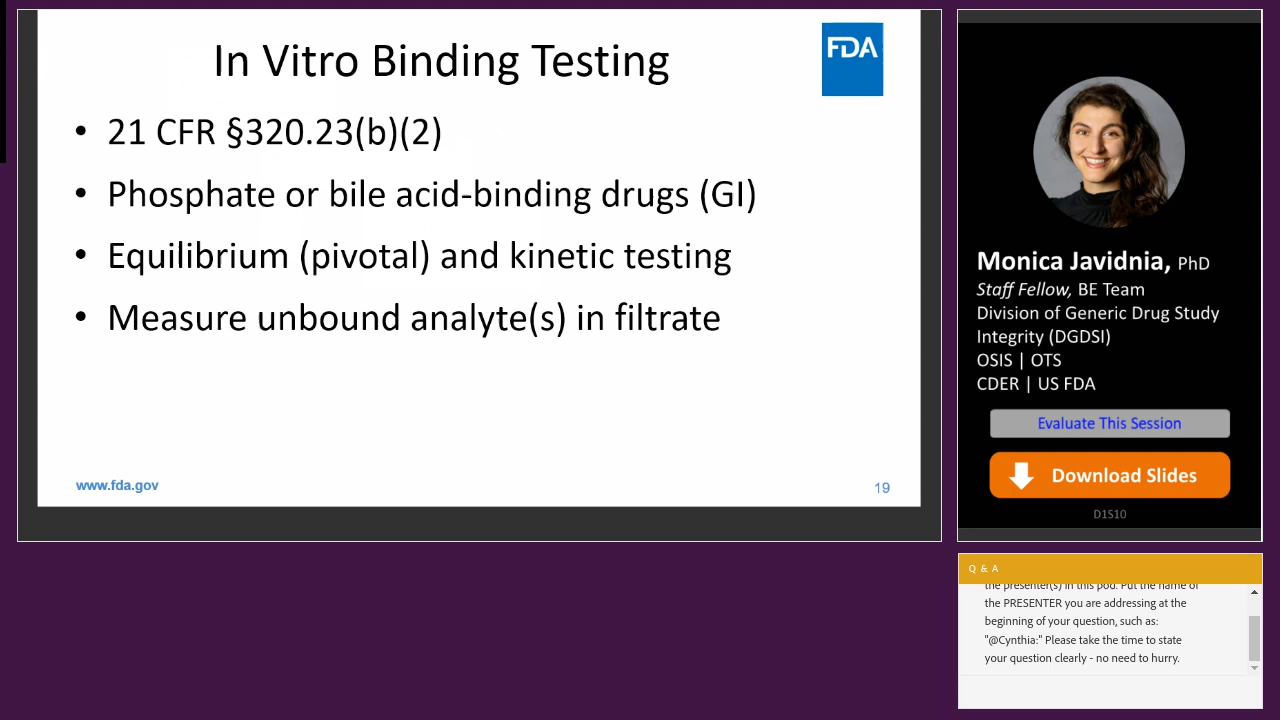 In Vitro Binding Testing
FDA
• 21 CFR §320.23(b)(2)
• Phosphate or bile acid-binding drugs (GI)
• Equilibrium (pivotal) and kinetic testing
• Measure unbound analyte(s) in filtrate
www.fda.gov
19
Monica Javidnia, PhD
Staff Fellow, BE Team
Division of Generic Drug Study
Integrity (DGDSI)
OSIS | OTS
CDER | US FDA
Evaluate This Session
Download Slides
D1S10
Q & A
the presenter(s) in this pod. Put the name of
the PRESENTER you are addressing at the
beginning of your question, such as:
"@Cynthia:" Please take the time to state
your question clearly - no need to hurry.